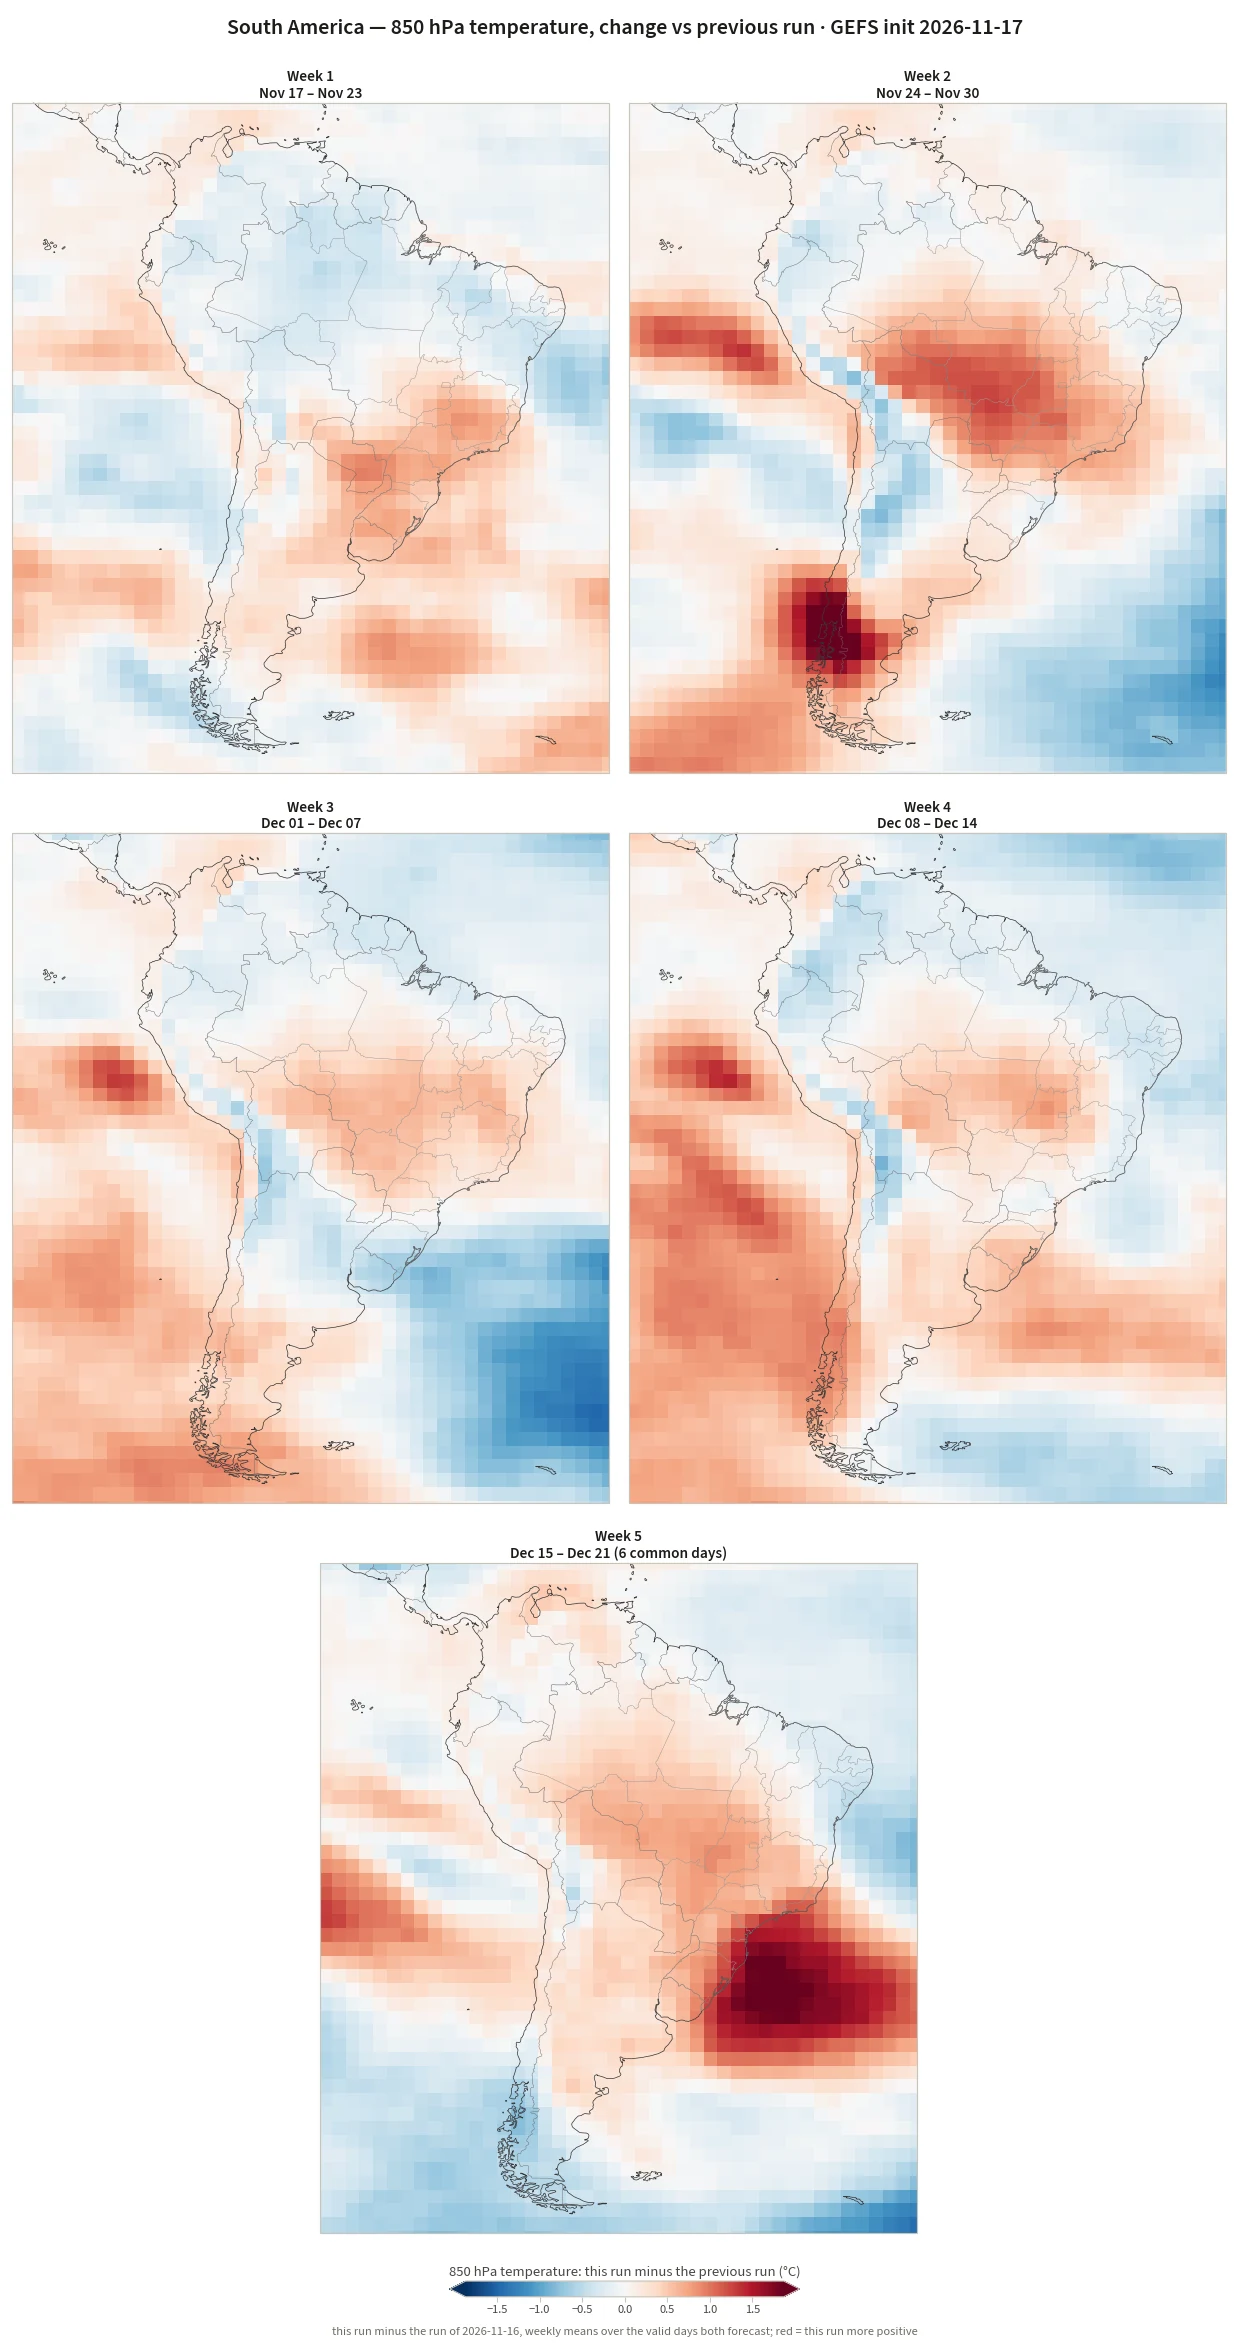 South America — 850 hPa temperature, change vs previous run · GEFS init 2026-11-17
Week 1
Nov 17 – Nov 23
Week 2
Nov 24 – Nov 30
Week 3
Dec 01 – Dec 07
Week 4
Dec 08 – Dec 14
Week 5
Dec 15 – Dec 21 (6 common days)
850 hPa temperature: this run minus the previous run (°C)
−1.5 −1.0 −0.5 0.0 0.5 1.0 1.5
this run minus the run of 2026-11-16, weekly means over the valid days both forecast; red = this run more positive